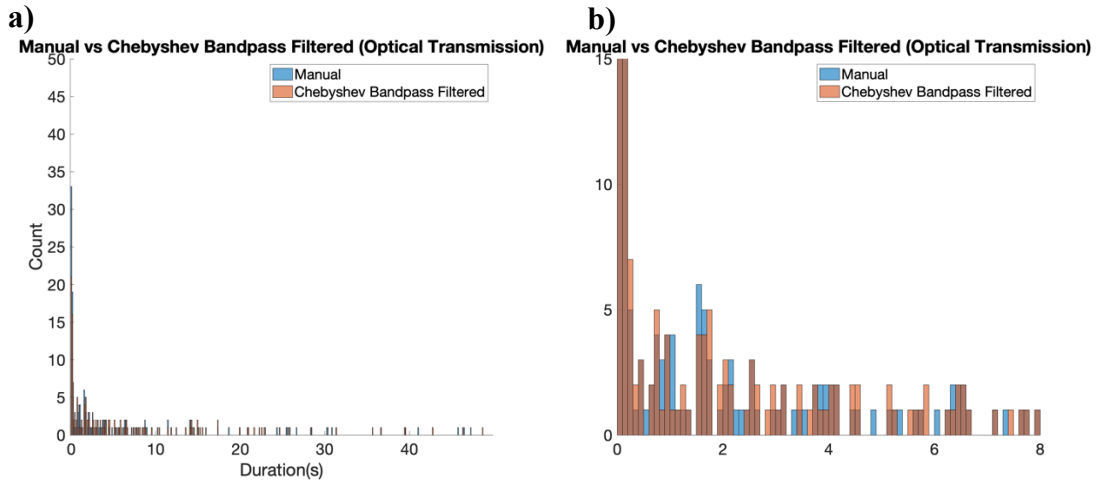 a)
Manual vs Chebyshev Bandpass Filtered (Optical Transmission)
50
45
40
35
30
25
20
15
10
5
0
Count
Manual
Chebyshev Bandpass Filtered
0 10 20 30 40
Duration(s)
b)
Manual vs Chebyshev Bandpass Filtered (Optical Transmission)
15
10
5
0
Manual
Chebyshev Bandpass Filtered
0 2 4 6 8